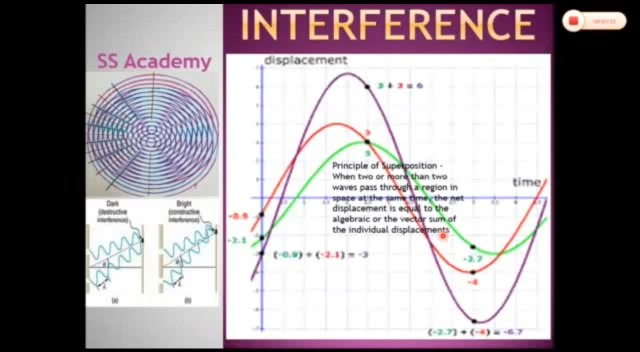 INTERFERENCE
SS Academy
displacement
3 + 3 = 6
3
3
Principle of Superposition -
When two or more than two
waves pass through a region in
space at the same time, the net
displacement is equal to the
algebraic or the vector sum of
the individual displacements
time
Dark
(destructive
interference)
Bright
(constructive
interference)
-0.9
-2.1
(-0.9) + (-2.1) = -3
-2.7
-4
(-2.7) + (-4) = -6.7
(a)
(b)